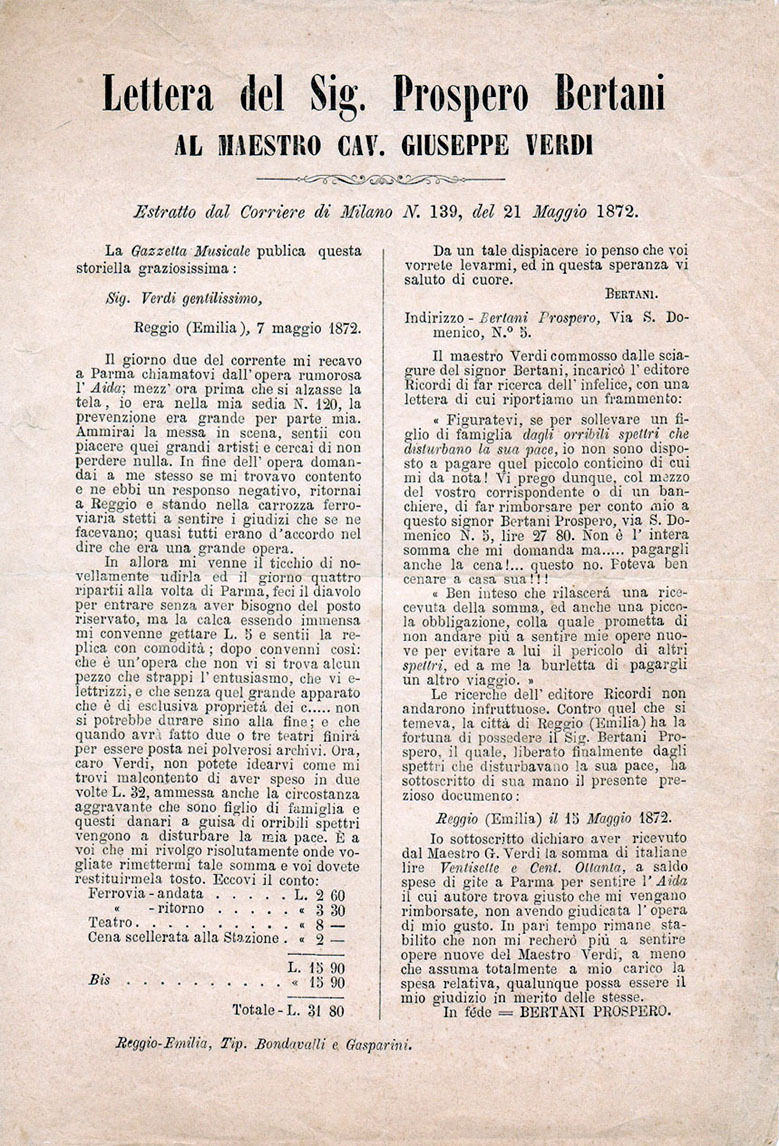 Lettera del Sig. Prospero Bertani
AL MAESTRO CAV. GIUSEPPE VERDI
Estratto dal Corriere di Milano N. 139, del 21 Maggio 1872.
La Gazzetta Musicale publica questa
storiella graziosissima :
Sig. Verdi gentilissimo,
Reggio (Emilia), 7 maggio 1872.
Il giorno due del corrente mi recavo
a Parma chiamatovi dall'opera rumorosa
l' Aida; mezz' ora prima che si alzasse la
tela, io era nella mia sedia N. 120, la
prevenzione era grande per parte mia.
Ammirai la messa in scena, sentii con
piacere quei grandi artisti e cercai di non
perdere nulla. In fine dell' opera doman-
dai a me stesso se mi trovavo contento
e ne ebbi un responso negativo, ritornai
a Reggio e stando nella carrozza ferro-
viaria stetti a sentire i giudizi che se ne
facevano; quasi tutti erano d'accordo nel
dire che era una grande opera.
In allora mi venne il ticchio di no-
vellamente udirla ed il giorno quattro
ripartii alla volta di Parma, feci il diavolo
per entrare senza aver bisogno del posto
riservato, ma la calca essendo immensa
mi convenne gettare L. 5 e sentii la re-
plica con comodità ; dopo convenni così:
che è un'opera che non vi si trova alcun
pezzo che strappi l' entusiasmo, che vi e-
lettrizzi, e che senza quel grande apparato
che è di esclusiva proprietá dei c..... non
si potrebbe durare sino alla fine; e che
quando avrà fatto due o tre teatri finirà
per essere posta nei polverosi archivi. Ora,
caro Verdi, non potete idearvi come mi
trovi malcontento di aver speso in due
volte L. 32, ammessa anche la circostanza
aggravante che sono figlio di famiglia e
questi danari a guisa di orribili spettri
vengono a disturbare la mia pace. È a
voi che mi rivolgo risolutamente onde vo-
gliate rimettermi tale somma e voi dovete
restituirmela tosto. Eccovi il conto:
Ferrovia - andata . . . . . L. 2 60
« - ritorno . . . . . « 3 30
Teatro . . . . . . . . . . « 8 —
Cena scellerata alla Stazione . « 2 —
L. 15 90
Bis . . . . . . . . . . . « 15 90
Totale - L. 31 80
Da un tale dispiacere io penso che voi
vorrete levarmi, ed in questa speranza vi
saluto di cuore.
BERTANI.
Indirizzo - Bertani Prospero, Via S. Do-
menico, N.º 5.
Il maestro Verdi commosso dalle scia-
gure del signor Bertani, incaricò l' editore
Ricordi di far ricerca dell' infelice, con una
lettera di cui riportiamo un frammento:
« Figuratevi, se per sollevare un fi-
glio di famiglia dagli orribili spettri che
disturbano la sua pace, io non sono dispo-
sto a pagare quel piccolo conticino di cui
mi da nota! Vi prego dunque, col mezzo
del vostro corrispondente o di un ban-
chiere, di far rimborsare per conto mio a
questo signor Bertani Prospero, via S. Do-
menico N. 5, lire 27 80. Non è l' intera
somma che mi domanda ma..... pagargli
anche la cena!... questo no. Poteva ben
cenare a casa sua!!!
« Ben inteso che rilascerá una rice-
cevuta della somma, ed anche una picco-
la obbligazione, colla quale prometta di
non andare piú a sentire mie opere nuo-
ve per evitare a lui il pericolo di altri
spettri, ed a me la burletta di pagargli
un altro viaggio. »
Le ricerche dell' editore Ricordi non
andarono infruttuose. Contro quel che si
temeva, la città di Reggio (Emilia) ha la
fortuna di possedere il Sig. Bertani Pro-
spero, il quale, liberato finalmente dagli
spettri che disturbavano la sua pace, ha
sottoscritto di sua mano il presente pre-
zioso documento :
Reggio (Emilia) il 15 Maggio 1872.
Io sottoscritto dichiaro aver ricevuto
dal Maestro G. Verdi la somma di italiane
lire Ventisette e Cent. Ottanta, a saldo
spese di gite a Parma per sentire l' Aida
il cui autore trova giusto che mi vengano
rimborsate, non avendo giudicata l' opera
di mio gusto. In pari tempo rimane sta-
bilito che non mi recheró piú a sentire
opere nuove del Maestro Verdi, a meno
che assuma totalmente a mio carico la
spesa relativa, qualunque possa essere il
mio giudizio in merito delle stesse.
In féde = BERTANI PROSPERO.
Reggio-Emilia, Tip. Bondavalli e Gasparini.